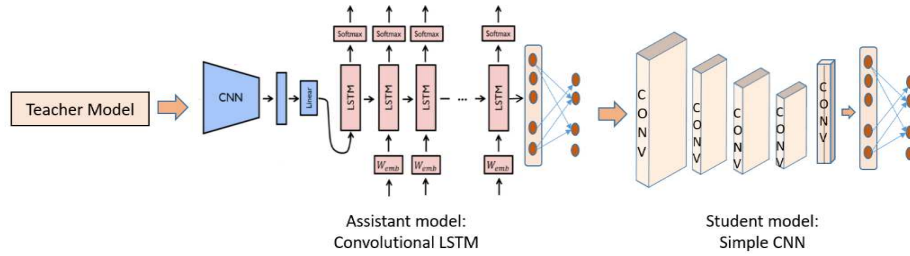 Softmax Softmax Softmax Softmax
CNN
Linear
LSTM LSTM LSTM ... LSTM
Teacher Model
CONV CONV CONV CONV CONV
W_emb W_emb W_emb
Assistant model:
Convolutional LSTM
Student model:
Simple CNN